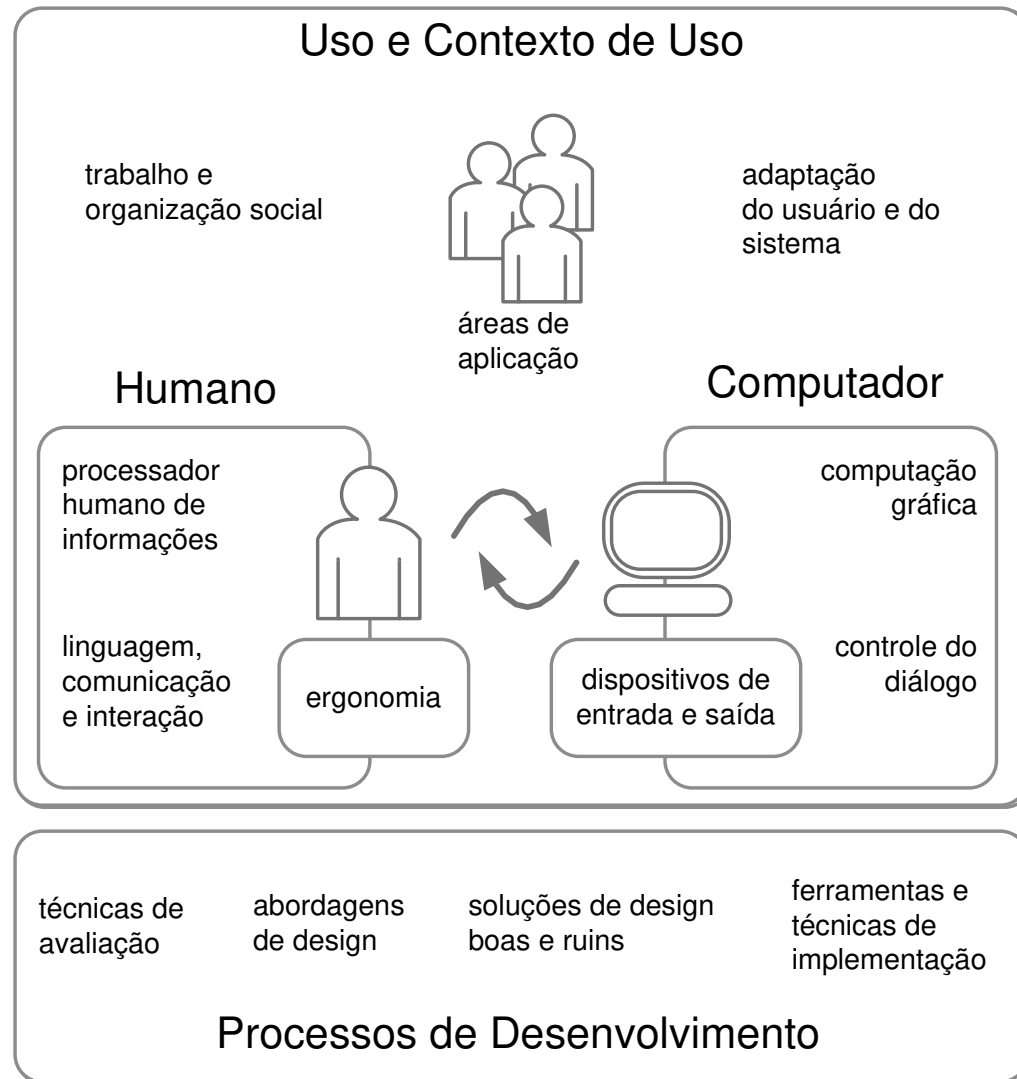 Uso e Contexto de Uso
trabalho e
organização social
adaptação
do usuário e do
sistema
áreas de
aplicação
Humano
Computador
processador
humano de
informações
computação
gráfica
linguagem,
comunicação
e interação
ergonomia
dispositivos de
entrada e saída
controle do
diálogo
técnicas de
avaliação
abordagens
de design
soluções de design
boas e ruins
ferramentas e
técnicas de
implementação
Processos de Desenvolvimento